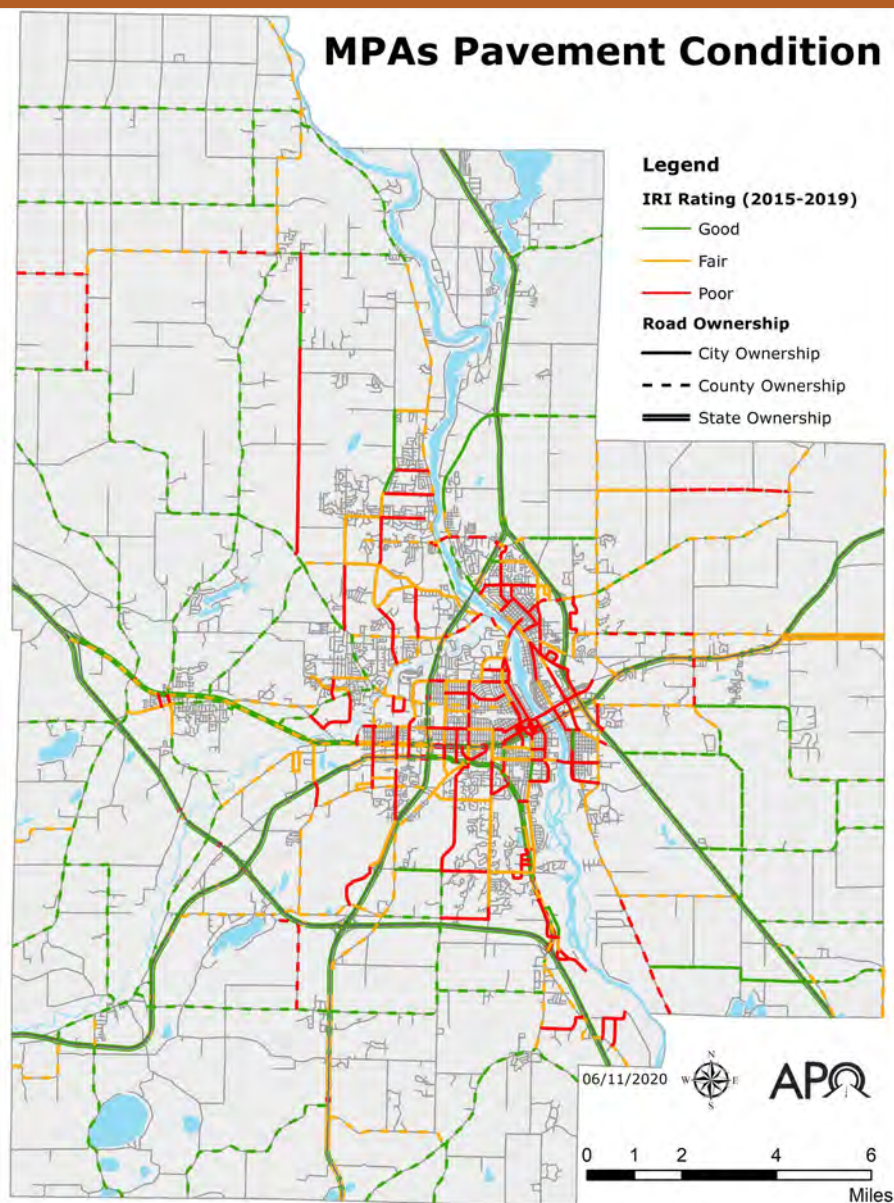 MPAs Pavement Condition
Legend
IRI Rating (2015-2019)
Good
Fair
Poor
Road Ownership
City Ownership
County Ownership
State Ownership
06/11/2020
N
W E
S
APO
0 1 2 4 6
Miles